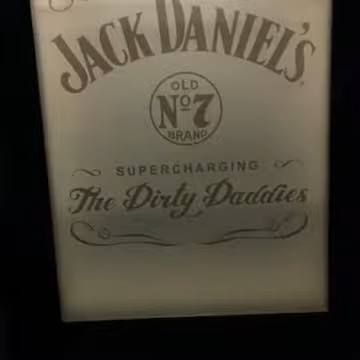 JACK DANIEL'S
OLD
Nº7
BRAND
SUPERCHARGING
The Dirty Daddies